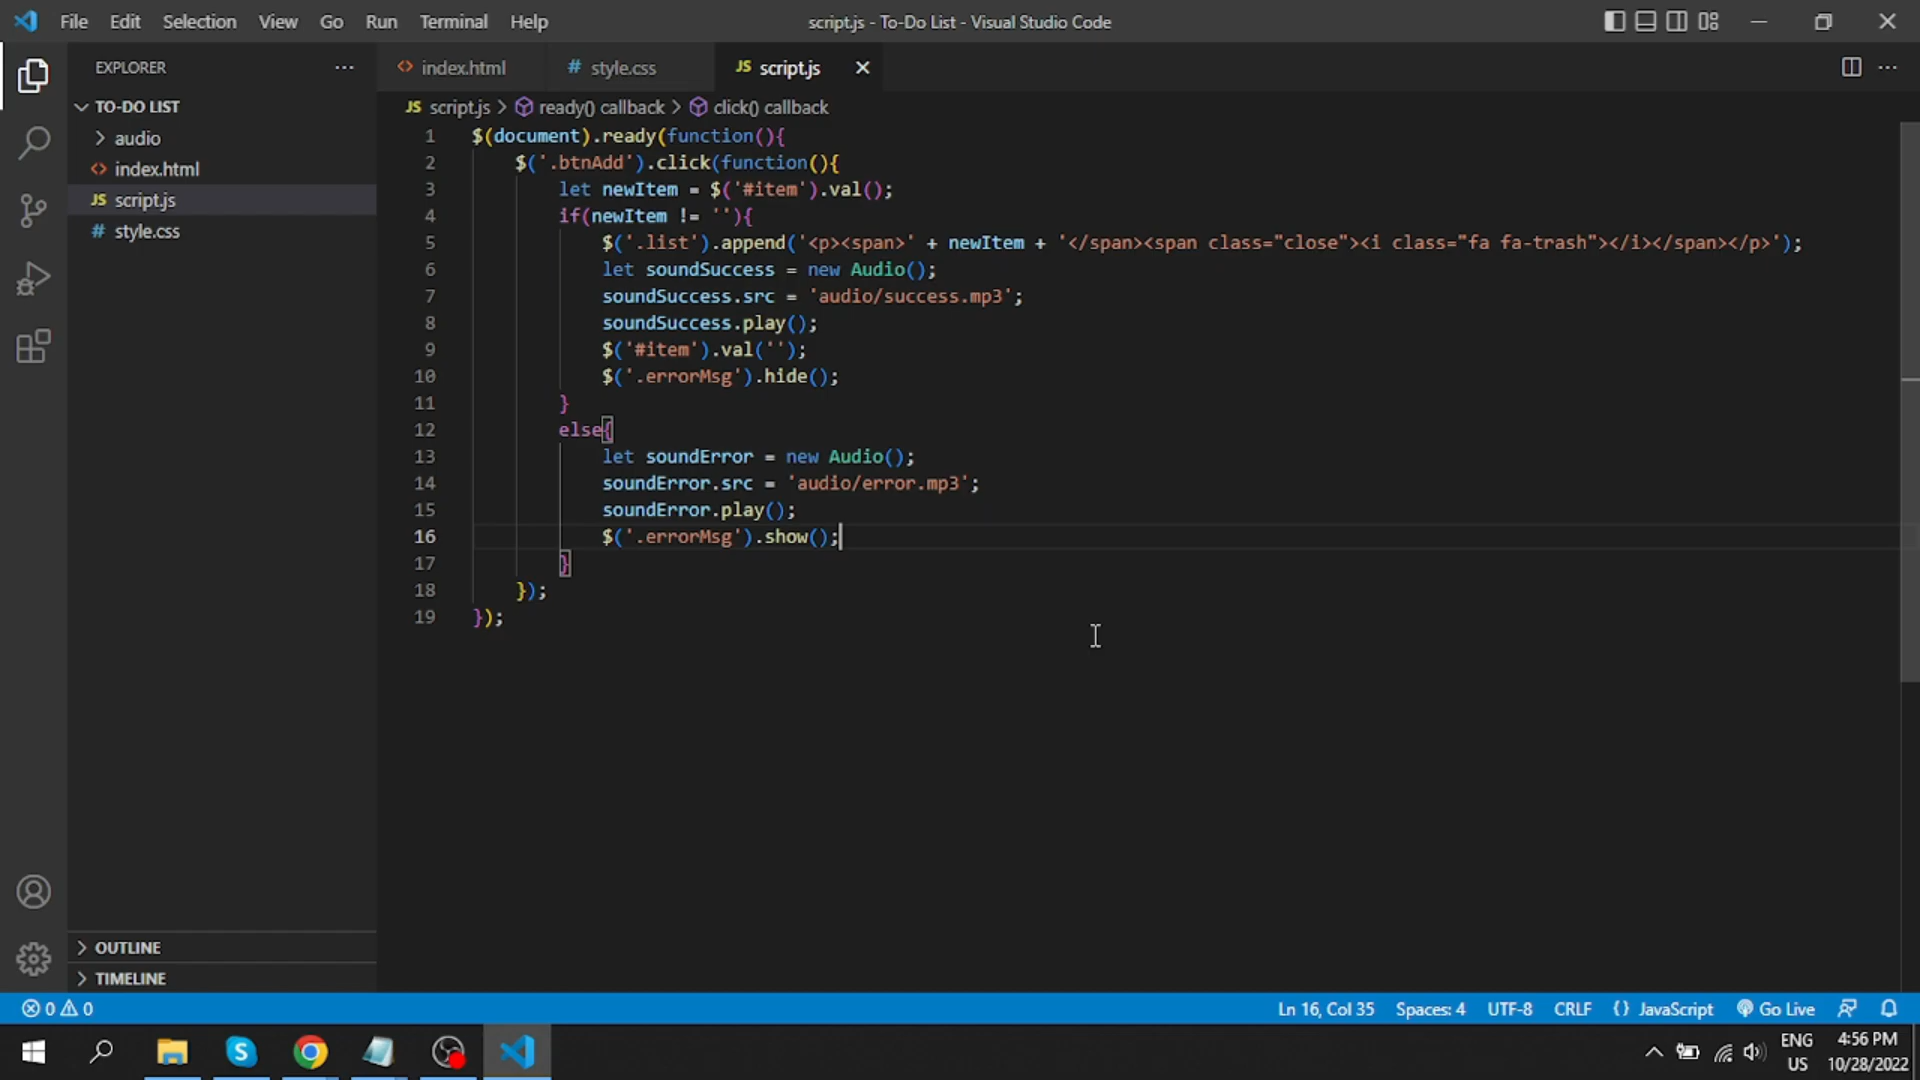 File Edit Selection View Go Run Terminal Help
script.js - To-Do List - Visual Studio Code
EXPLORER
TO-DO LIST
audio
<> index.html
JS script.js
# style.css
OUTLINE
TIMELINE
<> index.html
# style.css
JS script.js
JS script.js > ready() callback > click() callback
1 $(document).ready(function(){
2 $('.btnAdd').click(function(){
3 let newItem = $('#item').val();
4 if(newItem != ''){
5 $('.list').append('<p><span>' + newItem + '</span><span class="close"><i class="fa fa-trash"></i></span></p>');
6 let soundSuccess = new Audio();
7 soundSuccess.src = 'audio/success.mp3';
8 soundSuccess.play();
9 $('#item').val('');
10 $('.errorMsg').hide();
11 }
12 else{
13 let soundError = new Audio();
14 soundError.src = 'audio/error.mp3';
15 soundError.play();
16 $('.errorMsg').show();
17 }
18 });
19 });
0 0
Ln 16, Col 35 Spaces: 4 UTF-8 CRLF {} JavaScript Go Live
S
ENG
US
4:56 PM
10/28/2022